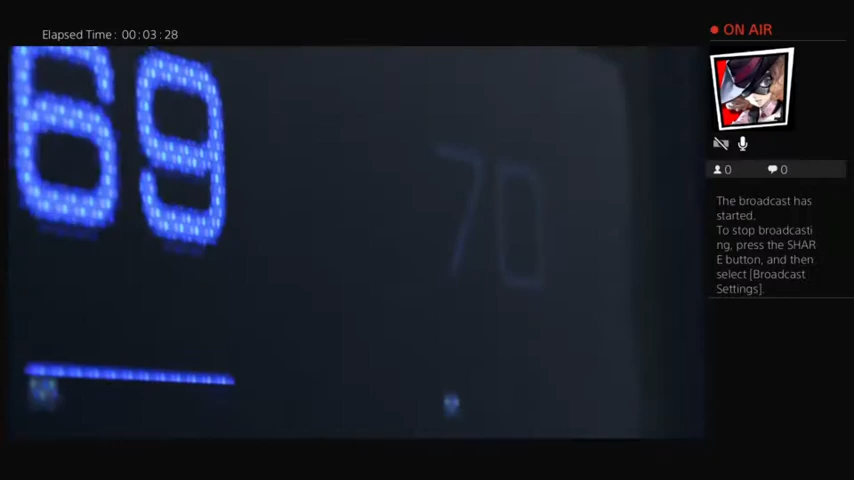 Elapsed Time: 00:03:28
ON AIR
69
70
0
0
The broadcast has
started.
To stop broadcasti
ng, press the SHAR
E button, and then
select [Broadcast
Settings].